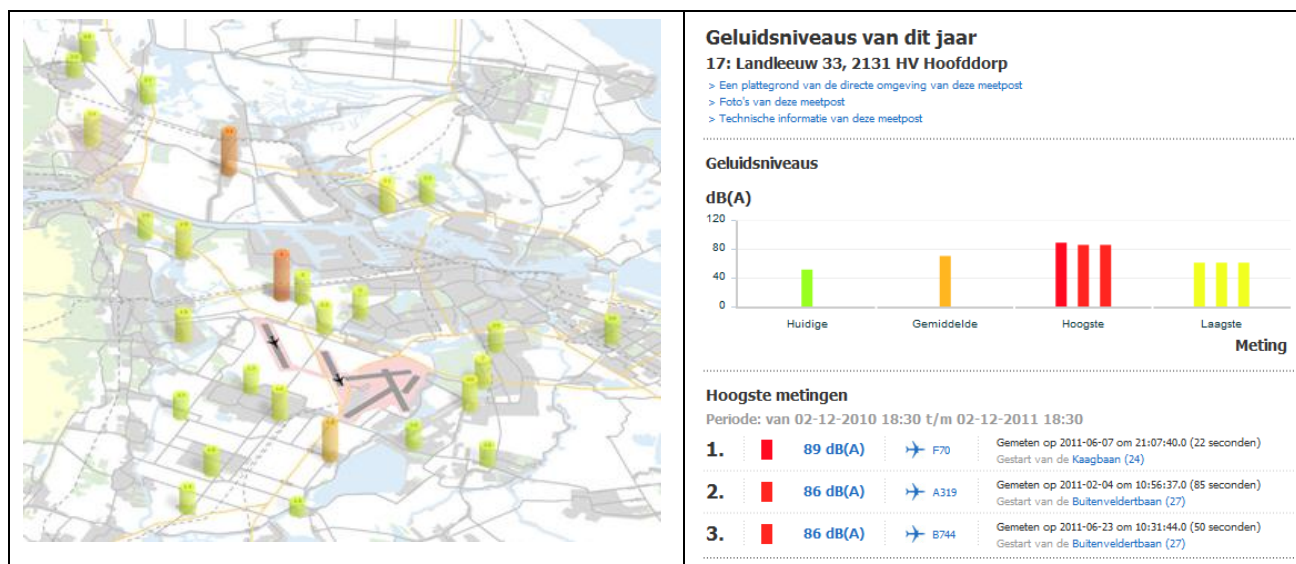 Geluidsniveaus van dit jaar
17: Landleeuw 33, 2131 HV Hoofddorp
> Een plattegrond van de directe omgeving van deze meetpost
> Foto's van deze meetpost
> Technische informatie van deze meetpost
Geluidsniveaus
dB(A)
120
80
40
0
Huidige Gemiddelde Hoogste Laagste
Meting
Hoogste metingen
Periode: van 02-12-2010 18:30 t/m 02-12-2011 18:30
1. 89 dB(A) F70 Gemeten op 2011-06-07 om 21:07:40.0 (22 seconden)
Gestart van de Kaagbaan (24)
2. 86 dB(A) A319 Gemeten op 2011-02-04 om 10:56:37.0 (85 seconden)
Gestart van de Buitenveldertbaan (27)
3. 86 dB(A) B744 Gemeten op 2011-06-23 om 10:31:44.0 (50 seconden)
Gestart van de Buitenveldertbaan (27)